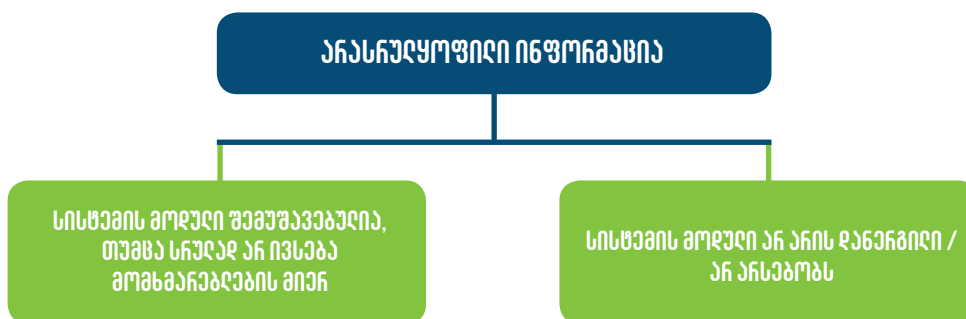 ᲐᲠᲐᲡᲠᲣᲚᲧᲝᲤᲘᲚᲘ ᲘᲜᲤᲝᲠᲛᲐᲪᲘᲐ
ᲡᲘᲡᲢᲔᲛᲘᲡ ᲛᲝᲓᲣᲚᲘ ᲨᲔᲛᲣᲨᲐᲕᲔᲑᲣᲚᲘᲐ,
ᲗᲣᲛᲪᲐ ᲡᲠᲣᲚᲐᲓ ᲐᲠ ᲘᲕᲡᲔᲑᲐ
ᲛᲝᲛᲮᲛᲐᲠᲔᲑᲚᲔᲑᲘᲡ ᲛᲘᲔᲠ
ᲡᲘᲡᲢᲔᲛᲘᲡ ᲛᲝᲓᲣᲚᲘ ᲐᲠ ᲐᲠᲘᲡ ᲓᲐᲜᲔᲠᲒᲘᲚᲘ /
ᲐᲠ ᲐᲠᲡᲔᲑᲝᲑᲡ